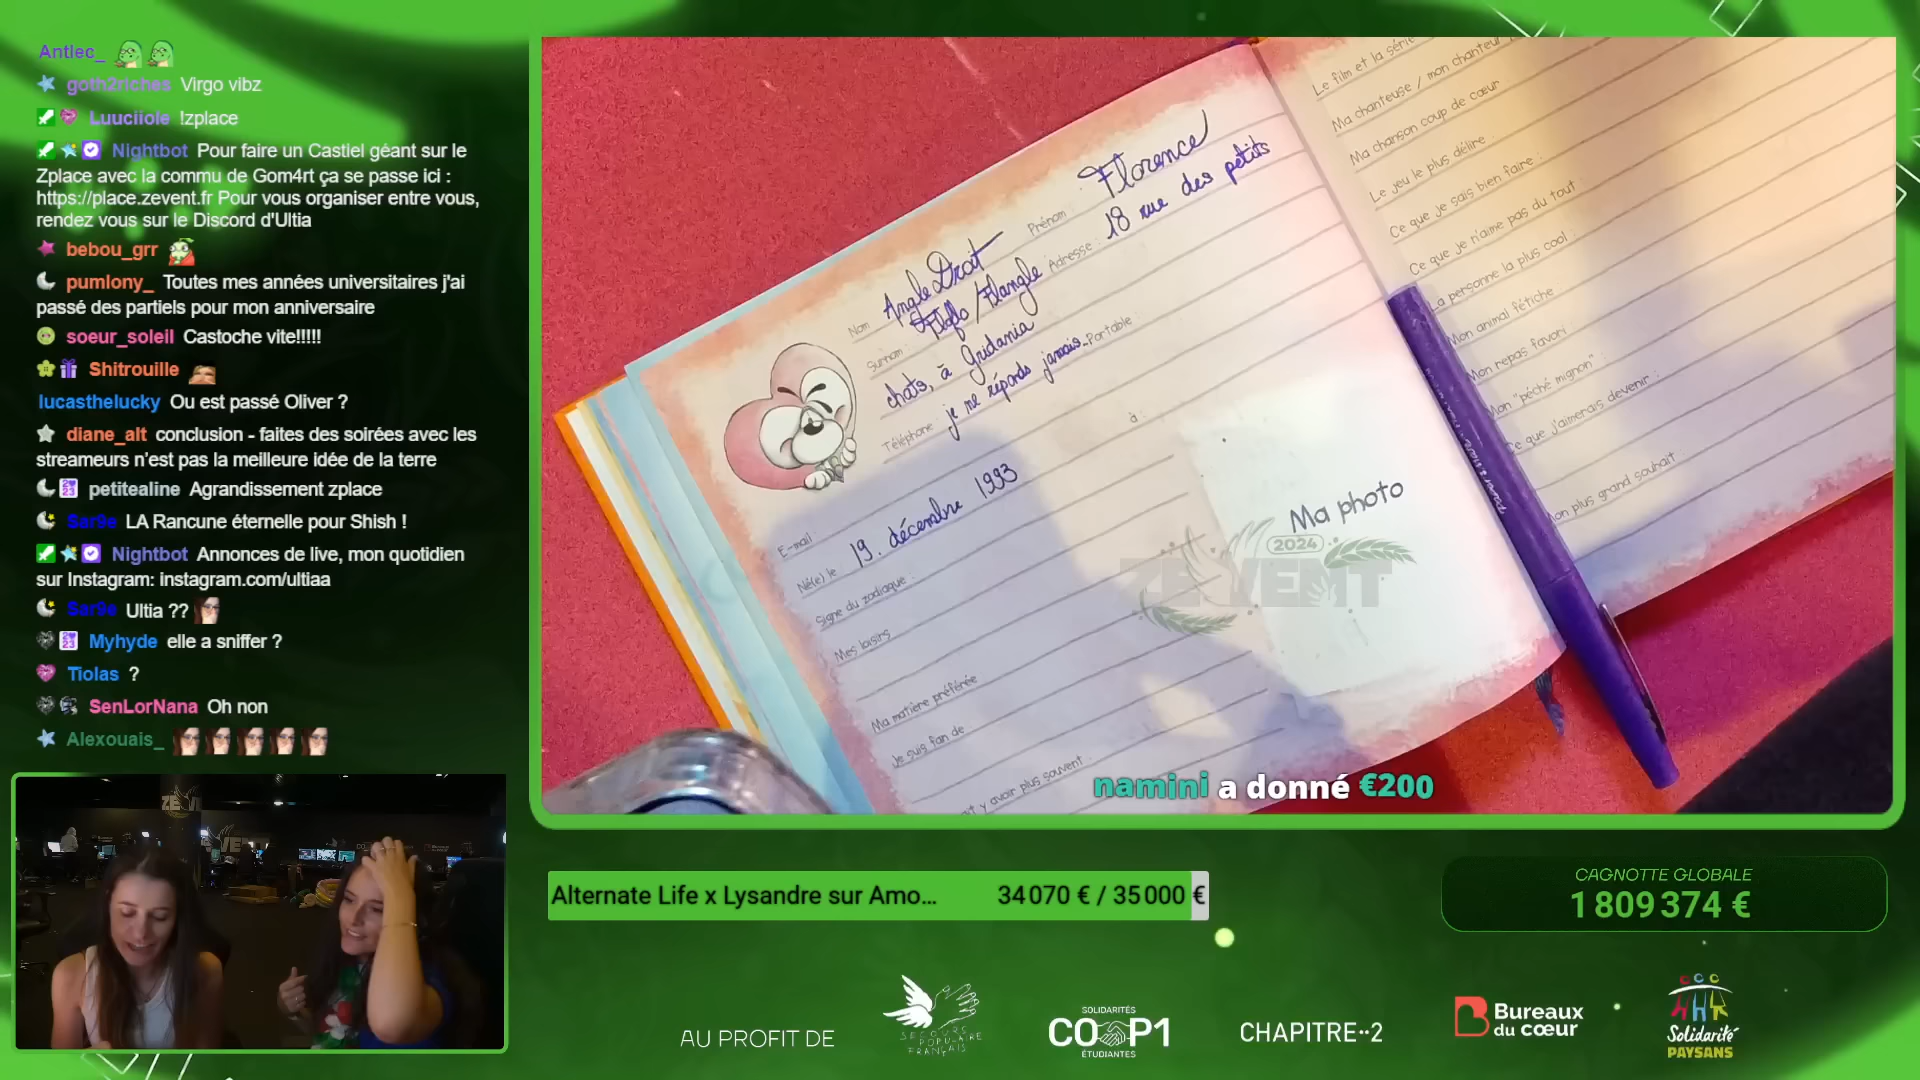 Antlec_
goth2riches Virgo vibz
Luuciiole !zplace
Nightbot Pour faire un Castiel géant sur le
Zplace avec la commu de Gom4rt ça se passe ici :
https://place.zevent.fr Pour vous organiser entre vous,
rendez vous sur le Discord d'Ultia
bebou_grr
pumlony_ Toutes mes années universitaires j'ai
passé des partiels pour mon anniversaire
soeur_soleil Castoche vite!!!!!
Shitrouille
lucasthelucky Ou est passé Oliver ?
diane_alt conclusion - faites des soirées avec les
streameurs n'est pas la meilleure idée de la terre
petitealine Agrandissement zplace
Sar9e LA Rancune éternelle pour Shish !
Nightbot Annonces de live, mon quotidien
sur Instagram: instagram.com/ultiaa
Sar9e Ultia ??
Myhyde elle a sniffer ?
Tiolas ?
SenLorNana Oh non
Alexouais_
Nom Angle Droit Prénom : Florence
Surnom : Floflo / Flangle Adresse : 18 rue des petits
chats, à Gridania
Téléphone je ne réponds jamais Portable :
E-mail :
Né(e) le 19. décembre 1993 à :
Signe du zodiaque :
Mes loisirs
Ma matière préférée
Je suis fan de
y avoir plus souvent
Ma photo
ZEVENT 2024
Le film et la série
Ma chanteuse / mon chanteur
Ma chanson coup de cœur
Le jeu le plus délire
Ce que je sais bien faire :
Ce que je n'aime pas du tout
La personne la plus cool :
Mon animal fétiche
Mon repas favori
Mon "péché mignon" :
Ce que j'aimerais devenir :
Mon plus grand souhait :
namini a donné €200
Alternate Life x Lysandre sur Amo... 34 070 € / 35 000 €
CAGNOTTE GLOBALE
1 809 374 €
AU PROFIT DE
SECOURS
POPULAIRE
FRANÇAIS
SOLIDARITÉS
COP1
ÉTUDIANTES
CHAPITRE··2
Bureaux
du cœur
Solidarité
PAYSANS